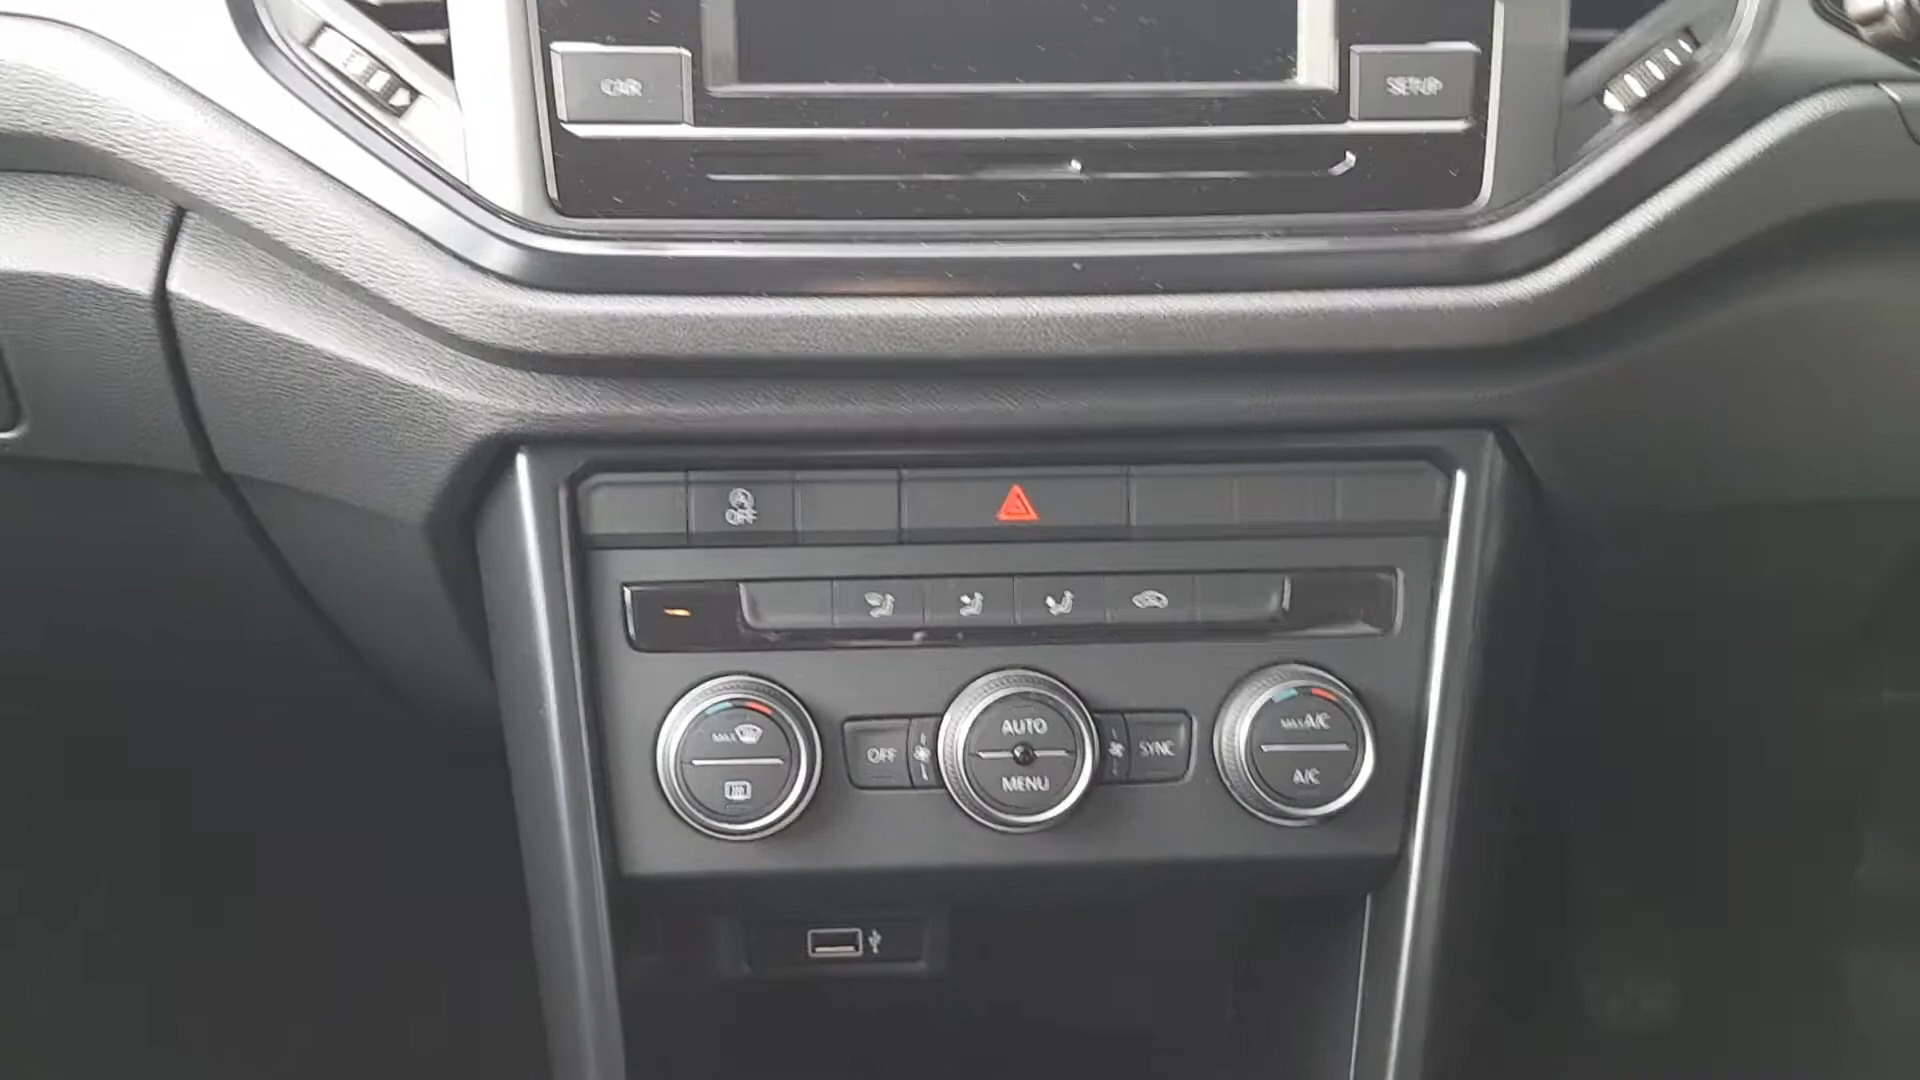 CAR
SETUP
OFF
MAX
OFF
AUTO
MENU
SYNC
MAX A/C
A/C